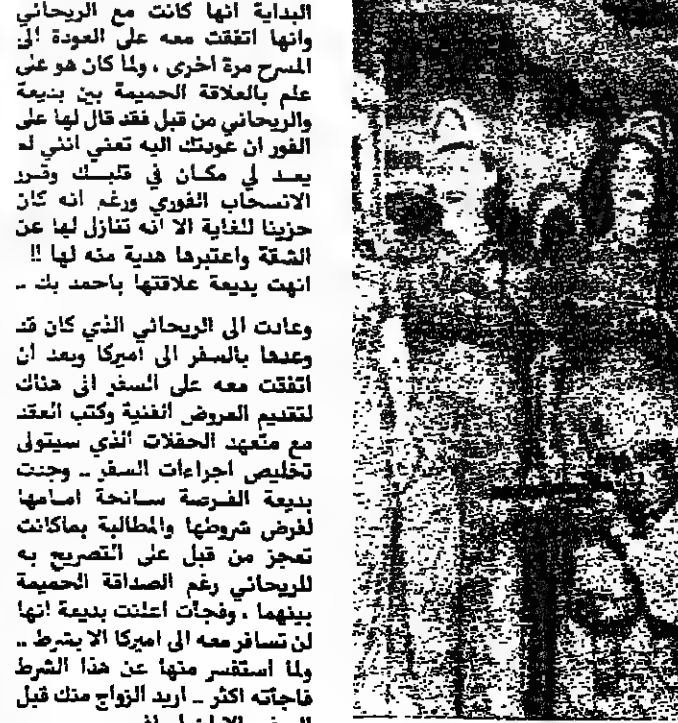 البداية انها كانت مع الريحاني
وانها اتفقت معه على العودة الى
المسرح مرة اخرى ، ولما كان هو على
علم بالعلاقة الحميمة بين بديعة
والريحاني من قبل فقد قال لها على
الفور ان عودتك اليه تعني انني لم
يعد لي مكان في قلبك وقرر
الانسحاب الفوري ورغم انه كان
حزينا للغاية الا انه تنازل لها عن
الشقة واعتبرها هدية منه لها !!
انهت بديعة علاقتها باحمد بك ..
وعادت الى الريحاني الذي كان قد
وعدها بالسفر الى اميركا وبعد ان
اتفقت معه على السفر الى هناك
لتقديم العروض الفنية وكتب العقد
مع متعهد الحفلات الذي سيتولى
تخليص اجراءات السفر .. وجدت
بديعة الفرصة سانحة امامها
لفرض شروطها والمطالبة بماكانت
تعجز من قبل على التصريح به
للريحاني رغم الصداقة الحميمة
بينهما . وفجأت اعلنت بديعة انها
لن تسافر معه الى اميركا الا بشرط ..
ولما استفسر منها عن هذا الشرط
فاجأته اكثر .. اريد الزواج منك قبل